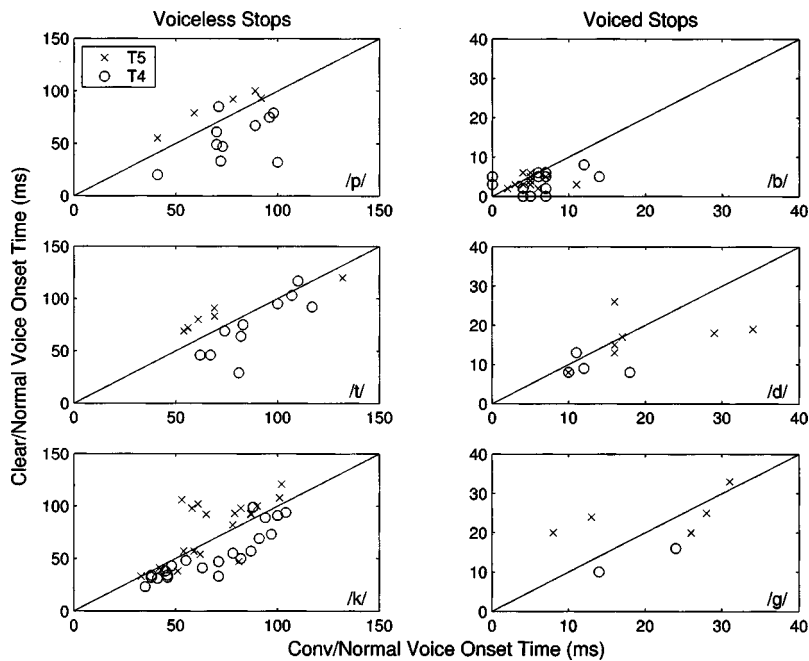 Voiceless Stops
Voiced Stops
150
100
50
0
0 50 100 150
× T5
○ T4
/p/
40
30
20
10
0
0 10 20 30 40
/b/
150
100
50
0
0 50 100 150
/t/
40
30
20
10
0
0 10 20 30 40
/d/
150
100
50
0
0 50 100 150
/k/
40
30
20
10
0
0 10 20 30 40
/g/
Clear/Normal Voice Onset Time (ms)
Conv/Normal Voice Onset Time (ms)